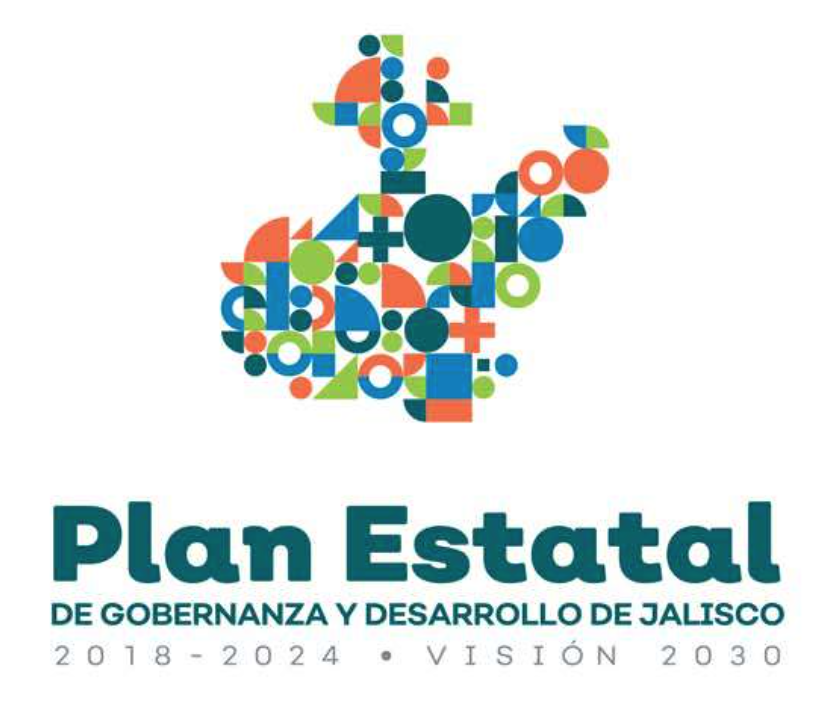 Plan Estatal
DE GOBERNANZA Y DESARROLLO DE JALISCO
2018-2024 • VISIÓN 2030